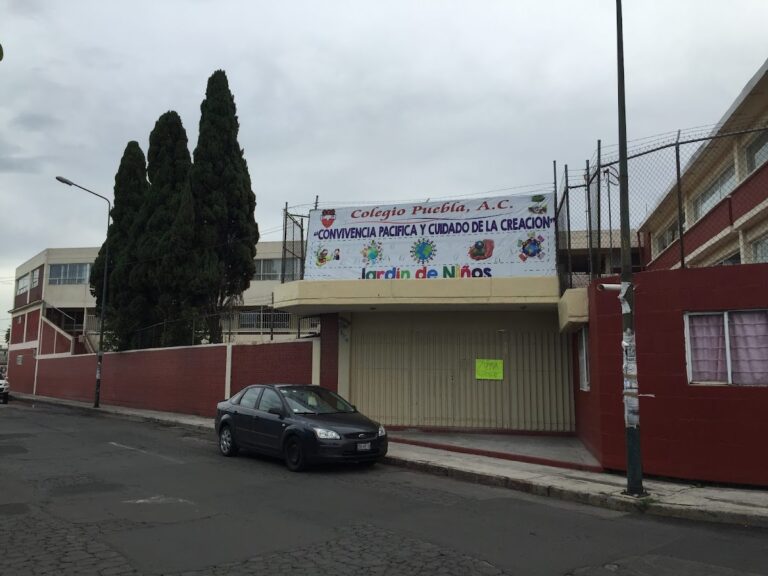 Colegio Puebla, A.C.
"CONVIVENCIA PACIFICA Y CUIDADO DE LA CREACION"
Jardín de Niños